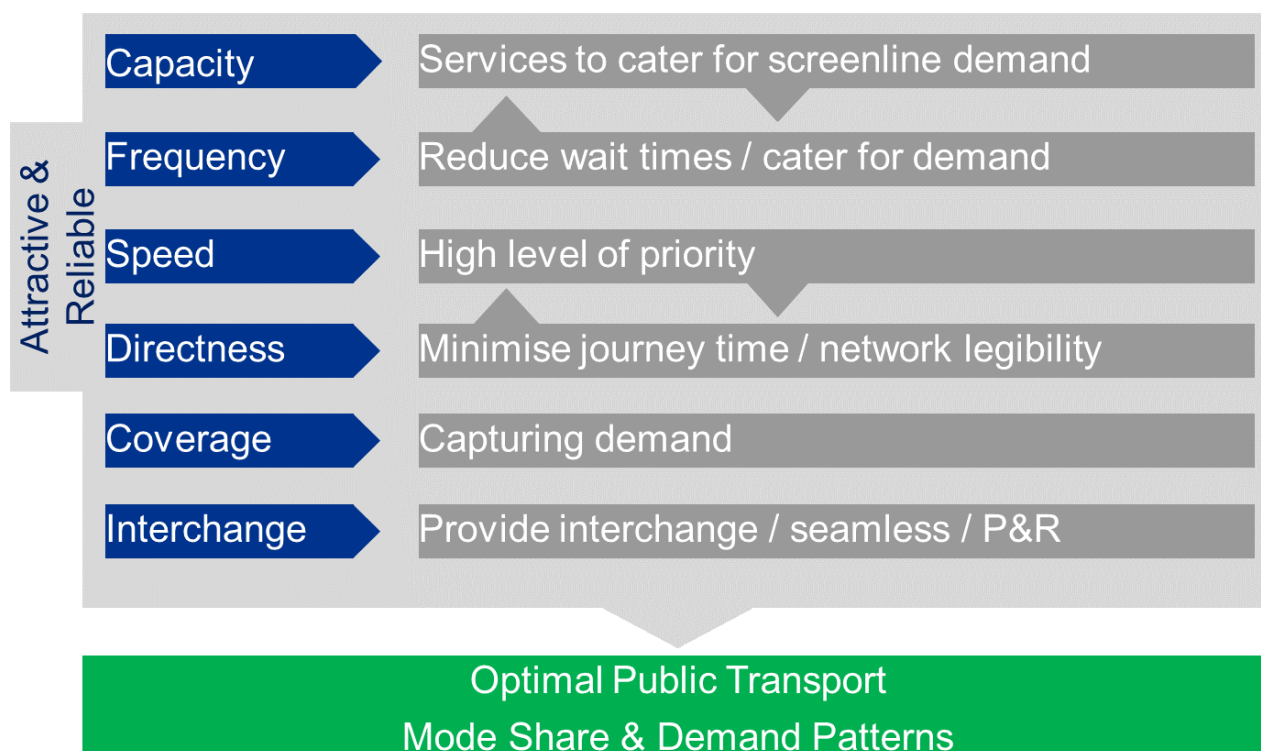 Attractive &
Reliable
Capacity
Services to cater for screenline demand
Frequency
Reduce wait times / cater for demand
Speed
High level of priority
Directness
Minimise journey time / network legibility
Coverage
Capturing demand
Interchange
Provide interchange / seamless / P&R
Optimal Public Transport
Mode Share & Demand Patterns